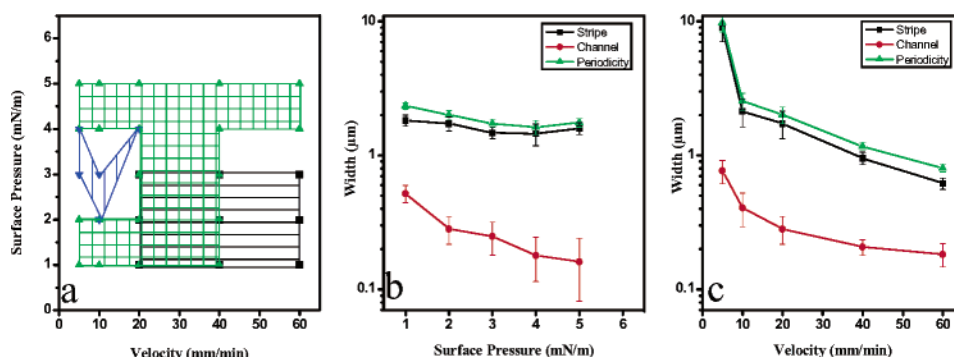 Surface Pressure (mN/m)
6
5
4
3
2
1
0
0 10 20 30 40 50 60
Velocity (mm/min)
a
Width (μm)
10
1
0.1
Stripe
Channel
Periodicity
1 2 3 4 5 6
Surface Pressure (mN/m)
b
Width (μm)
10
1
0.1
Stripe
Channel
Periodicity
0 10 20 30 40 50 60
Velocity (mm/min)
c